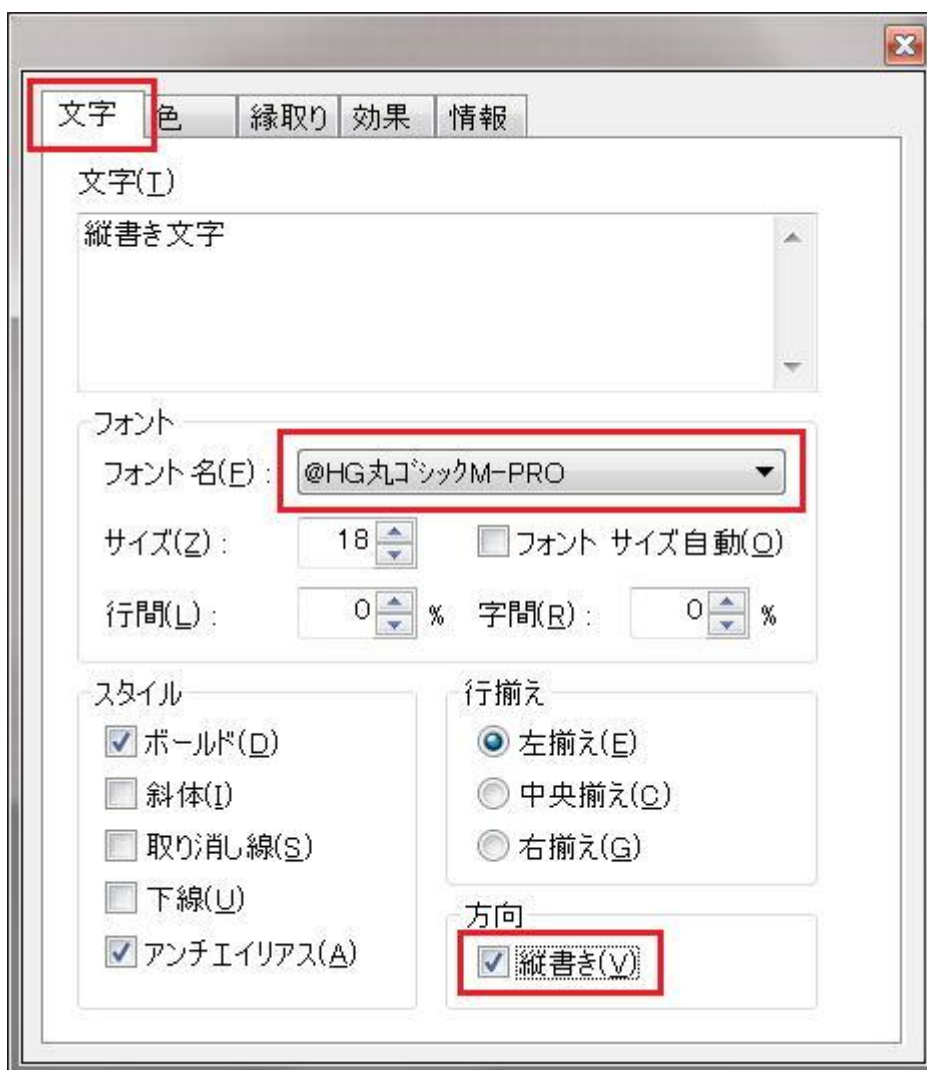 文字 色 縁取り 効果 情報
文字(T)
縦書き文字
フォント
フォント名(F): @HG丸ゴシックM-PRO
サイズ(Z): 18 フォント サイズ自動(O)
行間(L): 0 % 字間(R): 0 %
スタイル
ボールド(D)
斜体(I)
取り消し線(S)
下線(U)
アンチエイリアス(A)
行揃え
左揃え(E)
中央揃え(C)
右揃え(G)
方向
縦書き(V)